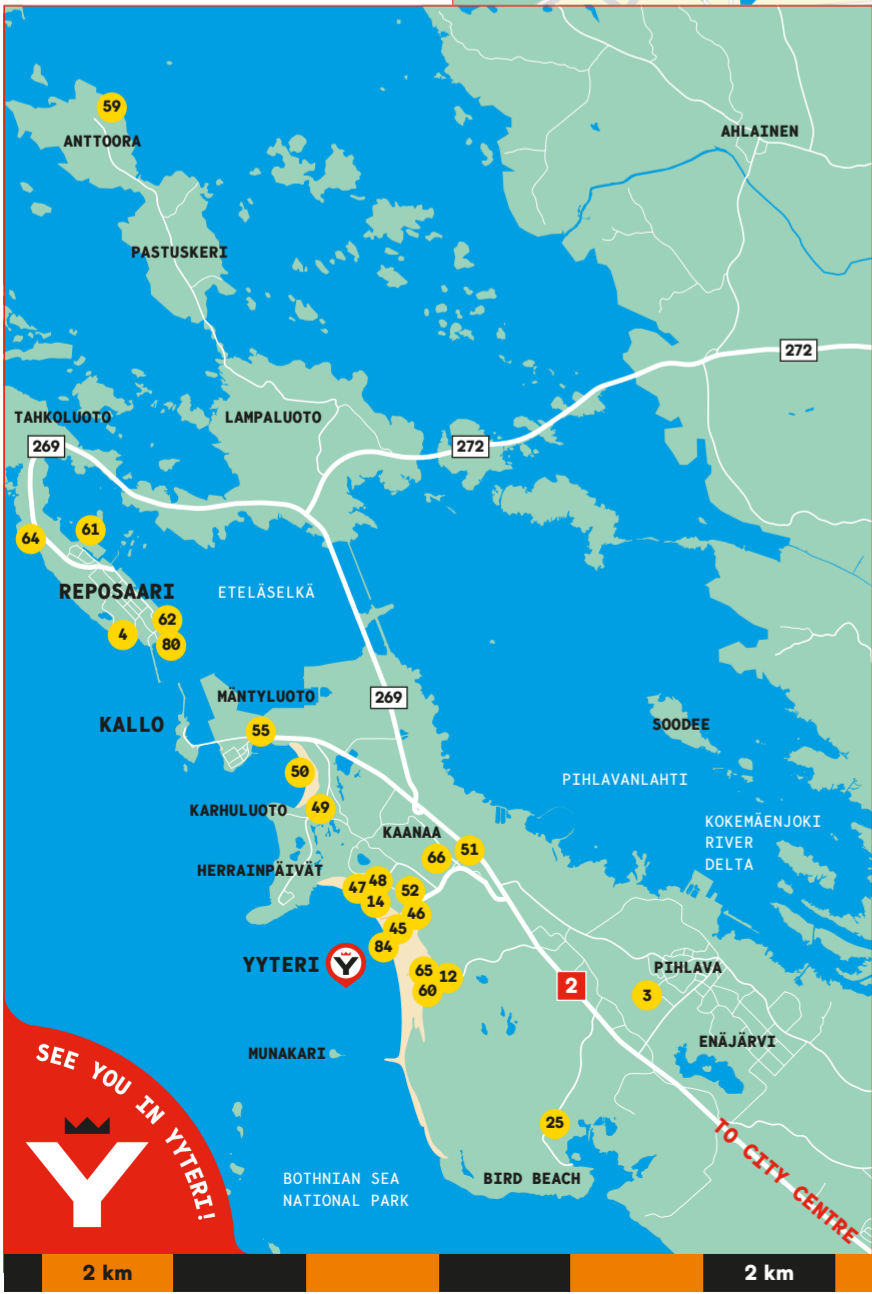 59
ANTTOORA
AHLAINEN
PASTUSKERI
272
TAHKOLUOTO
LAMPALUOTO
269
272
61
64
REPOSAARI
ETELÄSELKÄ
62
4
80
MÄNTYLUOTO
269
KALLO
55
SOODEE
50
PIHLAVANLAHTI
KARHULUOTO
49
KOKEMÄENJOKI
RIVER
DELTA
KAANAA
66
51
HERRAINPÄIVÄT
47
48
52
14
46
45
84
YYTERI
Y
65
12
60
2
PIHLAVA
3
ENÄJÄRVI
MUNAKARI
SEE YOU IN YYTERI!
Y
25
TO CITY CENTRE
BOTHNIAN SEA
NATIONAL PARK
BIRD BEACH
2 km
2 km